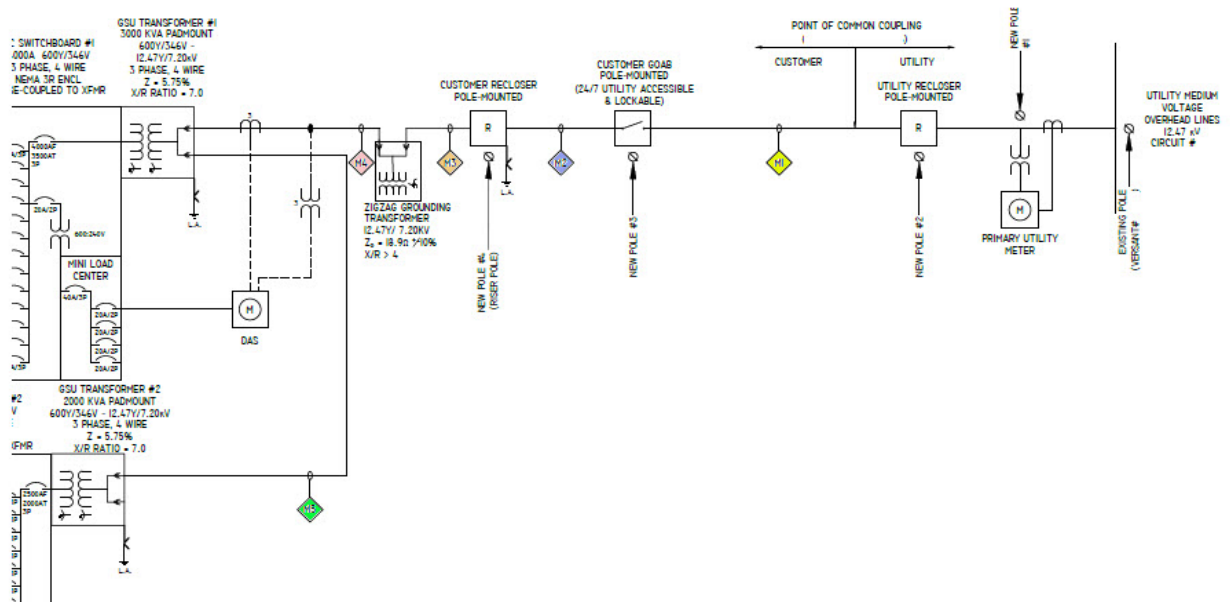 GSU TRANSFORMER #1
3000 KVA PADMOUNT
600Y/346V -
12.47Y/7.20kV
3 PHASE, 4 WIRE
Z = 5.75%
X/R RATIO = 7.0
SWITCHBOARD #1
600Y/346V
3 PHASE, 4 WIRE
NEMA 3R ENCL
-COUPLED TO XFMR
4000AF
3500AT
3P
20A/2P
600:240V
MINI LOAD
CENTER
40A/3P
20A/2P
20A/2P
20A/2P
20A/2P
L.A.
3
3
M
DAS
M4
ZIGZAG GROUNDING
TRANSFORMER
12.47Y/ 7.20KV
X/R > 4
M3
CUSTOMER RECLOSER
POLE-MOUNTED
R
L.A.
NEW POLE #4
(RISER POLE)
M2
CUSTOMER GOAB
POLE-MOUNTED
(24/7 UTILITY ACCESSIBLE
& LOCKABLE)
NEW POLE #3
POINT OF COMMON COUPLING
CUSTOMER
UTILITY
M1
UTILITY RECLOSER
POLE-MOUNTED
R
NEW POLE #2
NEW POLE
#1
M
PRIMARY UTILITY
METER
UTILITY MEDIUM
VOLTAGE
OVERHEAD LINES
12.47 kV
CIRCUIT #
EXISTING POLE
(VERSANT# )
GSU TRANSFORMER #2
2000 KVA PADMOUNT
600Y/346V - 12.47Y/7.20kV
3 PHASE, 4 WIRE
Z = 5.75%
X/R RATIO = 7.0
#2
XFMR
2500AF
2000AT
3P
L.A.
M5